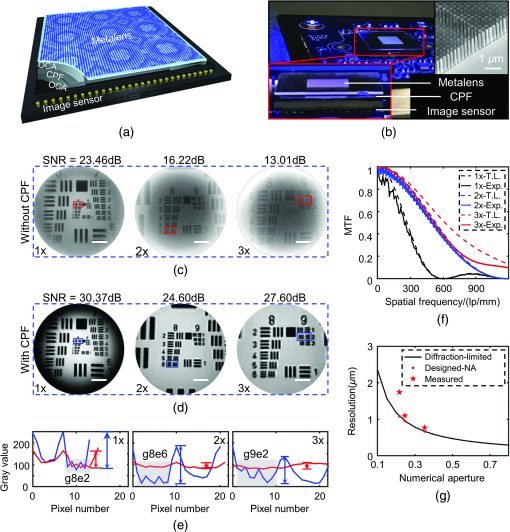 Metalens
OCA
CPF
OCA
Image sensor
(a)
1 μm
Metalens
CPF
Image sensor
(b)
SNR = 23.46dB 16.22dB 13.01dB
Without CPF
1x 2x 3x
(c)
SNR = 30.37dB 24.60dB 27.60dB
With CPF
1x 2x 3x
(d)
Gray value
250
200
100
0
1x 2x 3x
g8e2 g8e6 g9e2
0 10 20 0 10 20 0 10 20
Pixel number Pixel number Pixel number
(e)
MTF
1
0.8
0.6
0.4
0.2
0
1x-T.L.
1x-Exp.
2x-T.L.
2x-Exp.
3x-T.L.
3x-Exp.
0 300 600 900
Spatial frequency/(lp/mm)
(f)
Resolution(μm)
3
2
1
0
Diffraction-limited
Designed-NA
Measured
0.1 0.3 0.5 0.7
Numerical aperture
(g)